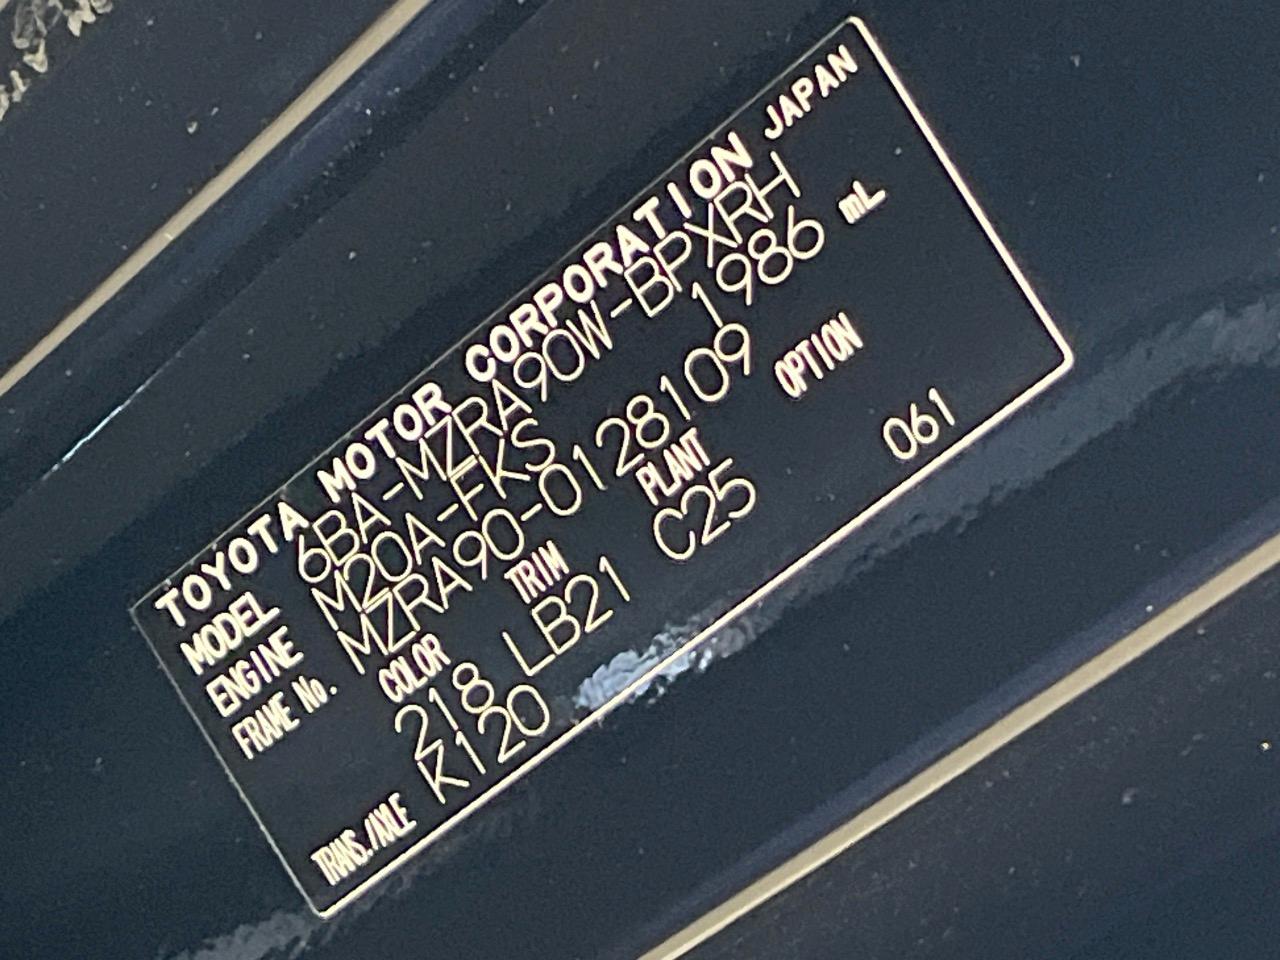 TOYOTA MOTOR CORPORATION JAPAN
MODEL 6BA-MZRA90W-BPXRH
ENGINE M20A-FKS 1986 mL
FRAME No. MZRA90-0128109
COLOR TRIM PLANT OPTION
218 LB21 C25 061
TRANS./AXLE K120